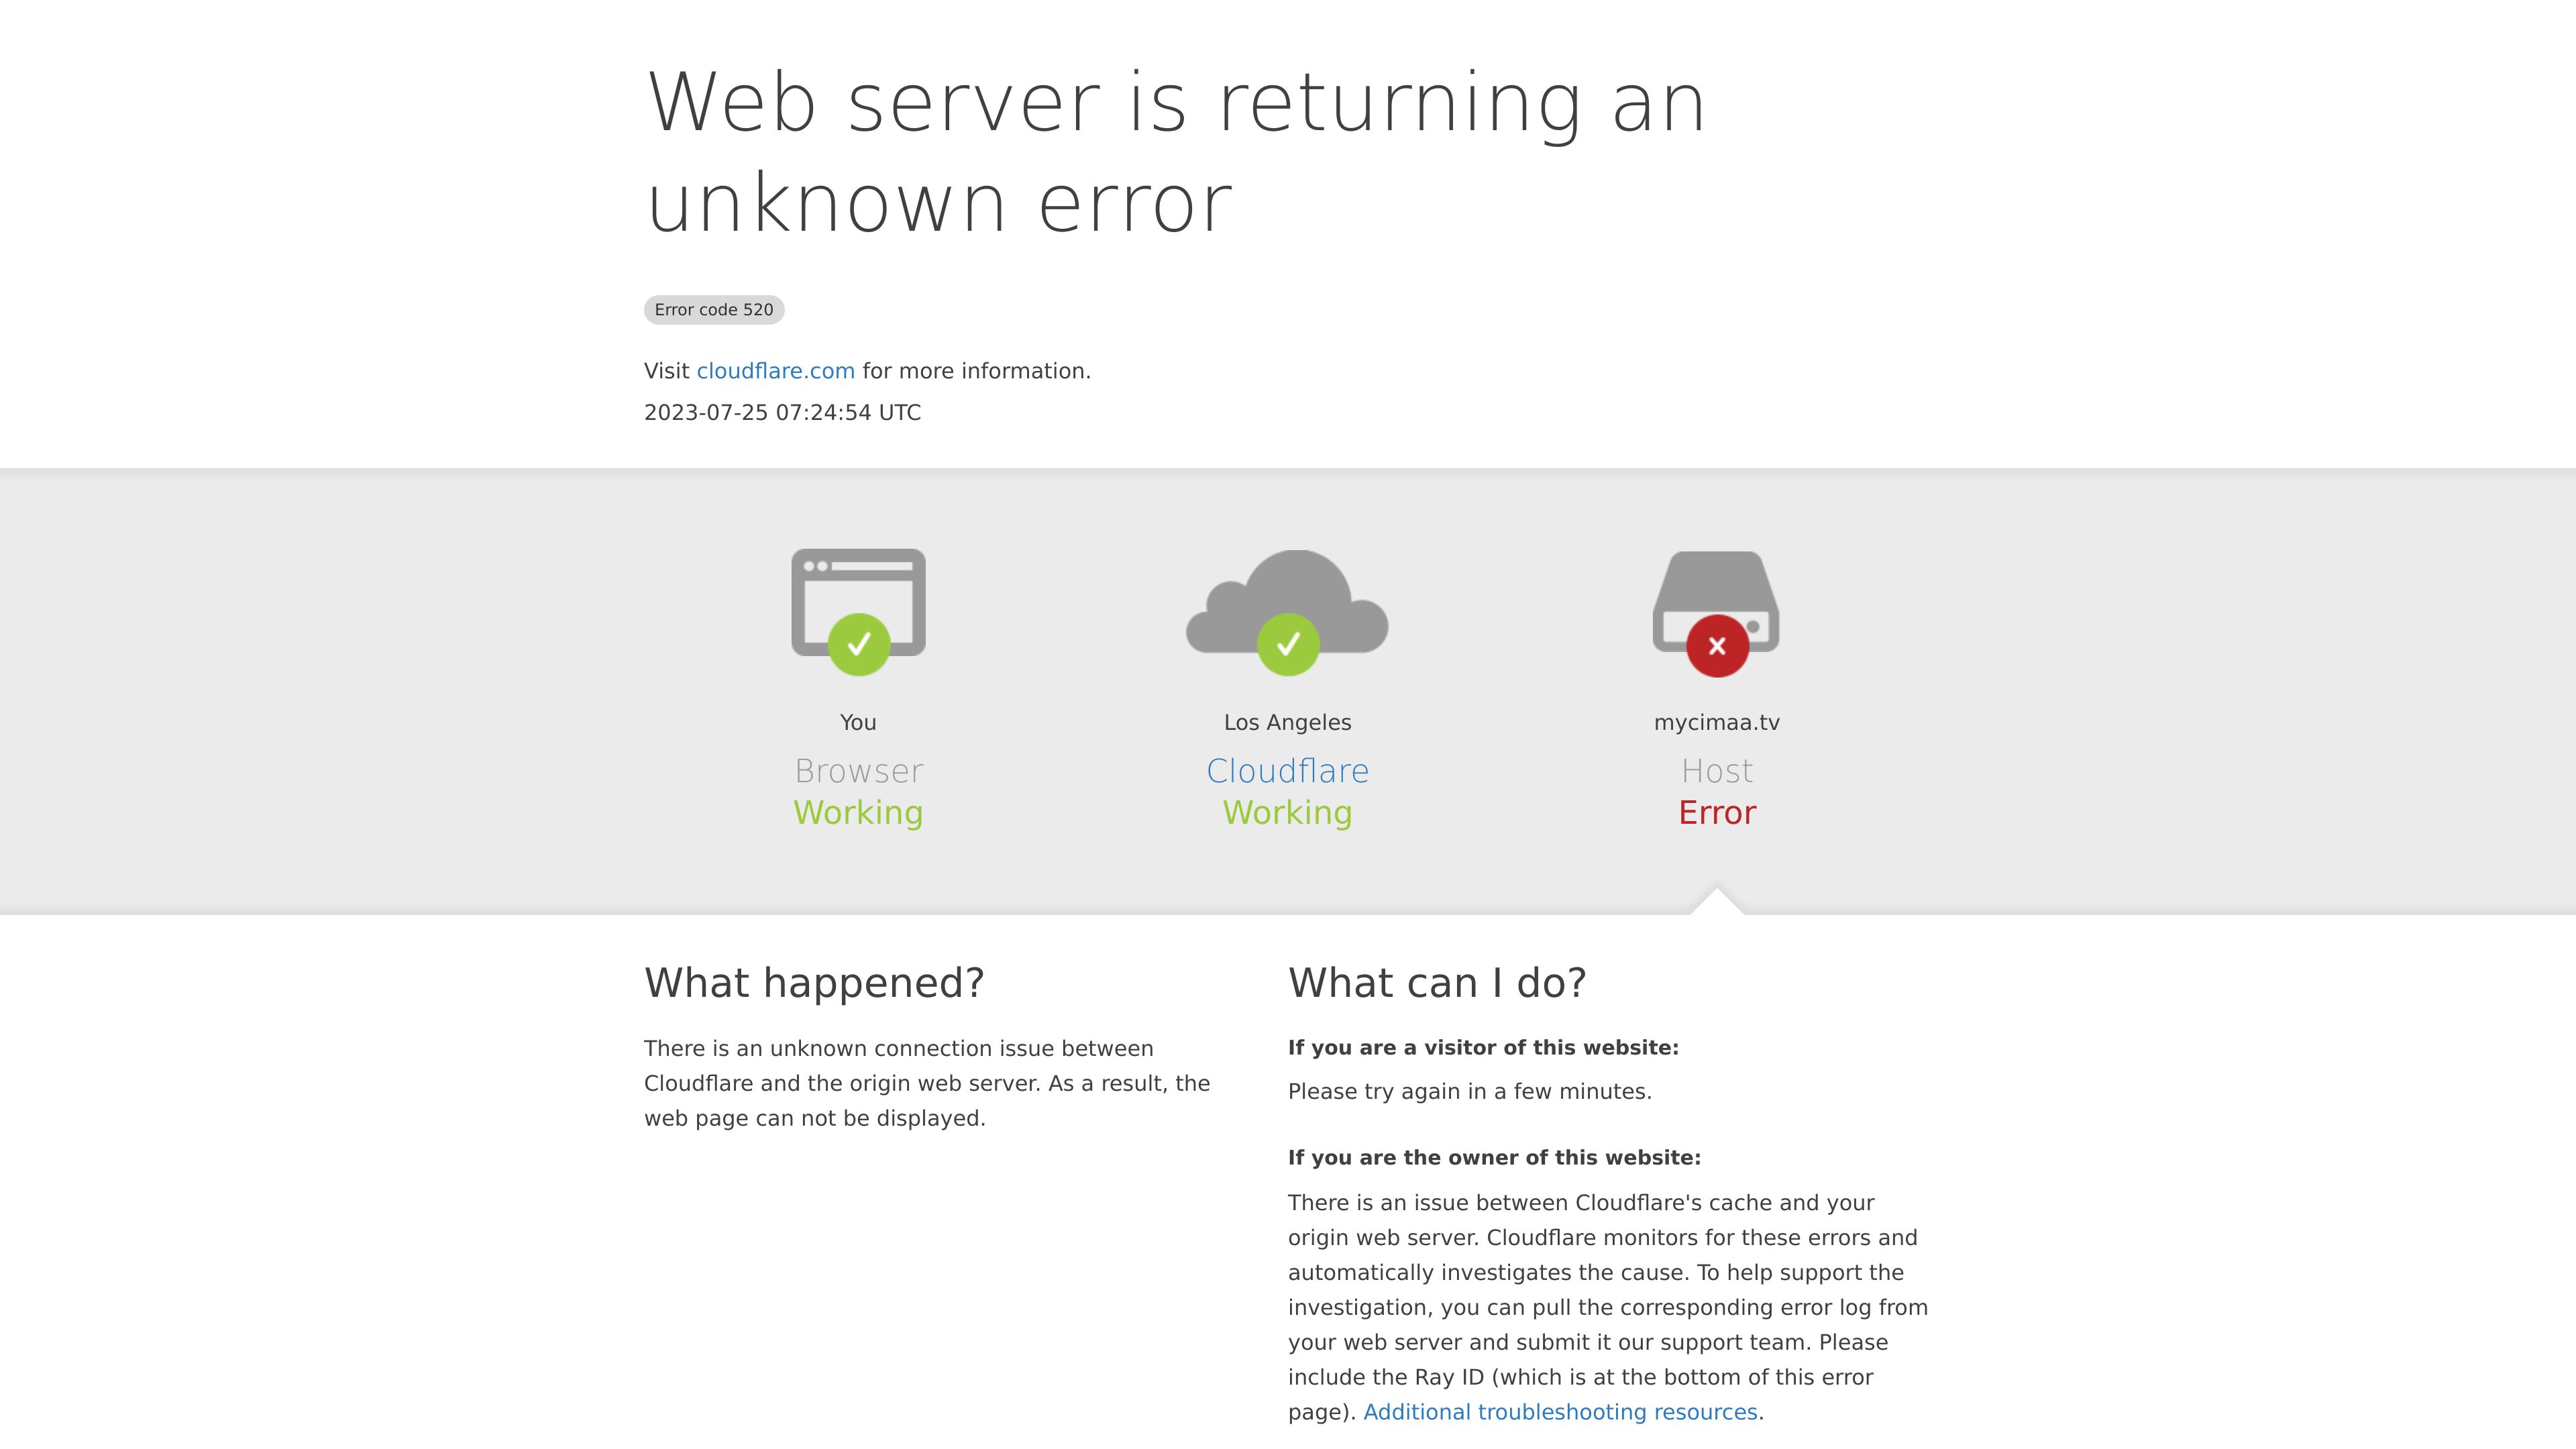 Web server is returning an
unknown error
Error code 520
Visit cloudflare.com for more information.
2023-07-25 07:24:54 UTC
You
Browser
Working
Los Angeles
Cloudflare
Working
mycimaa.tv
Host
Error
What happened?
There is an unknown connection issue between
Cloudflare and the origin web server. As a result, the
web page can not be displayed.
What can I do?
If you are a visitor of this website:
Please try again in a few minutes.
If you are the owner of this website:
There is an issue between Cloudflare's cache and your
origin web server. Cloudflare monitors for these errors and
automatically investigates the cause. To help support the
investigation, you can pull the corresponding error log from
your web server and submit it our support team. Please
include the Ray ID (which is at the bottom of this error
page). Additional troubleshooting resources.